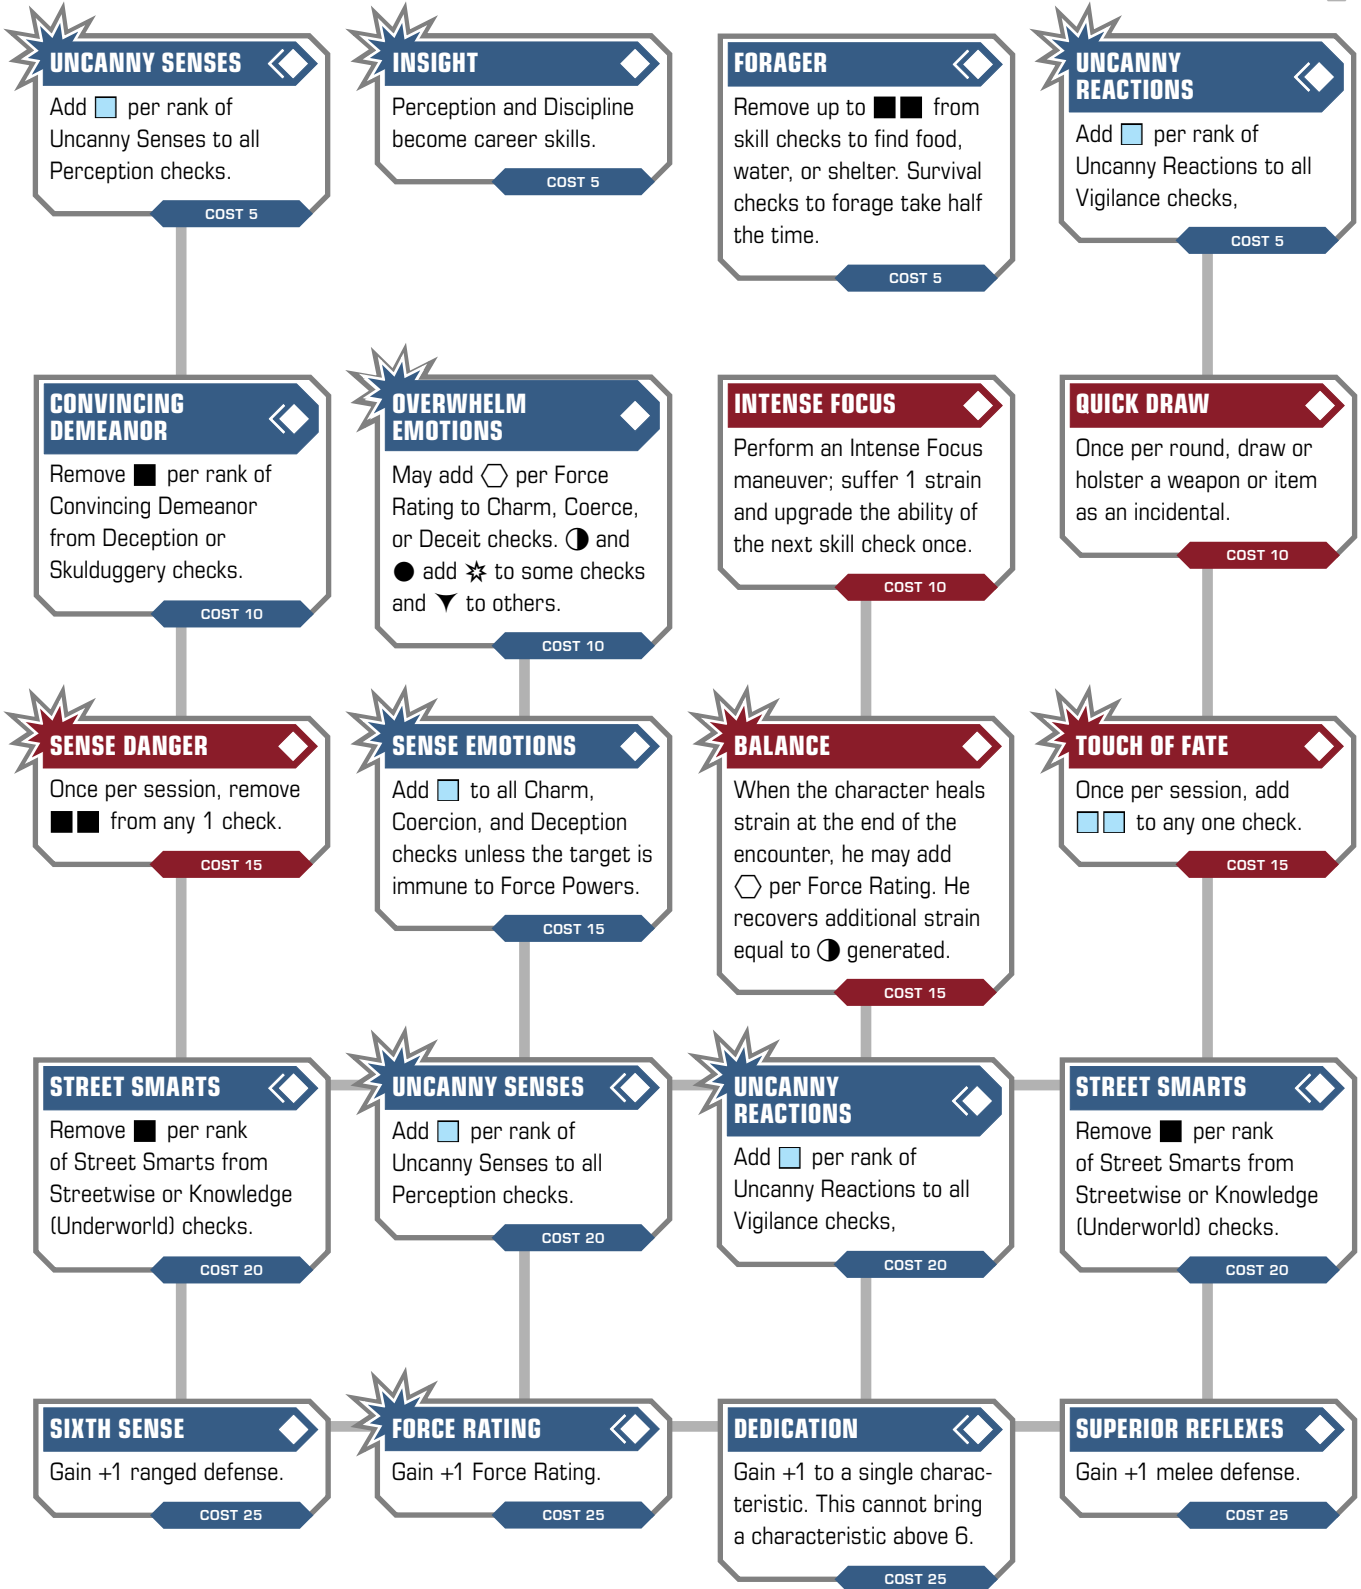 UNCANNY SENSES
Add per rank of
Uncanny Senses to all
Perception checks.
COST 5
INSIGHT
Perception and Discipline
become career skills.
COST 5
FORAGER
Remove up to from
skill checks to find food,
water, or shelter. Survival
checks to forage take half
the time.
COST 5
UNCANNY
REACTIONS
Add per rank of
Uncanny Reactions to all
Vigilance checks,
COST 5
CONVINCING
DEMEANOR
Remove per rank of
Convincing Demeanor
from Deception or
Skulduggery checks.
COST 10
OVERWHELM
EMOTIONS
May add per Force
Rating to Charm, Coerce,
or Deceit checks. and
add to some checks
and to others.
COST 10
INTENSE FOCUS
Perform an Intense Focus
maneuver; suffer 1 strain
and upgrade the ability of
the next skill check once.
COST 10
QUICK DRAW
Once per round, draw or
holster a weapon or item
as an incidental.
COST 10
SENSE DANGER
Once per session, remove
from any 1 check.
COST 15
SENSE EMOTIONS
Add to all Charm,
Coercion, and Deception
checks unless the target is
immune to Force Powers.
COST 15
BALANCE
When the character heals
strain at the end of the
encounter, he may add
per Force Rating. He
recovers additional strain
equal to generated.
COST 15
TOUCH OF FATE
Once per session, add
to any one check.
COST 15
STREET SMARTS
Remove per rank
of Street Smarts from
Streetwise or Knowledge
(Underworld) checks.
COST 20
UNCANNY SENSES
Add per rank of
Uncanny Senses to all
Perception checks.
COST 20
UNCANNY
REACTIONS
Add per rank of
Uncanny Reactions to all
Vigilance checks,
COST 20
STREET SMARTS
Remove per rank
of Street Smarts from
Streetwise or Knowledge
(Underworld) checks.
COST 20
SIXTH SENSE
Gain +1 ranged defense.
COST 25
FORCE RATING
Gain +1 Force Rating.
COST 25
DEDICATION
Gain +1 to a single charac-
teristic. This cannot bring
a characteristic above 6.
COST 25
SUPERIOR REFLEXES
Gain +1 melee defense.
COST 25